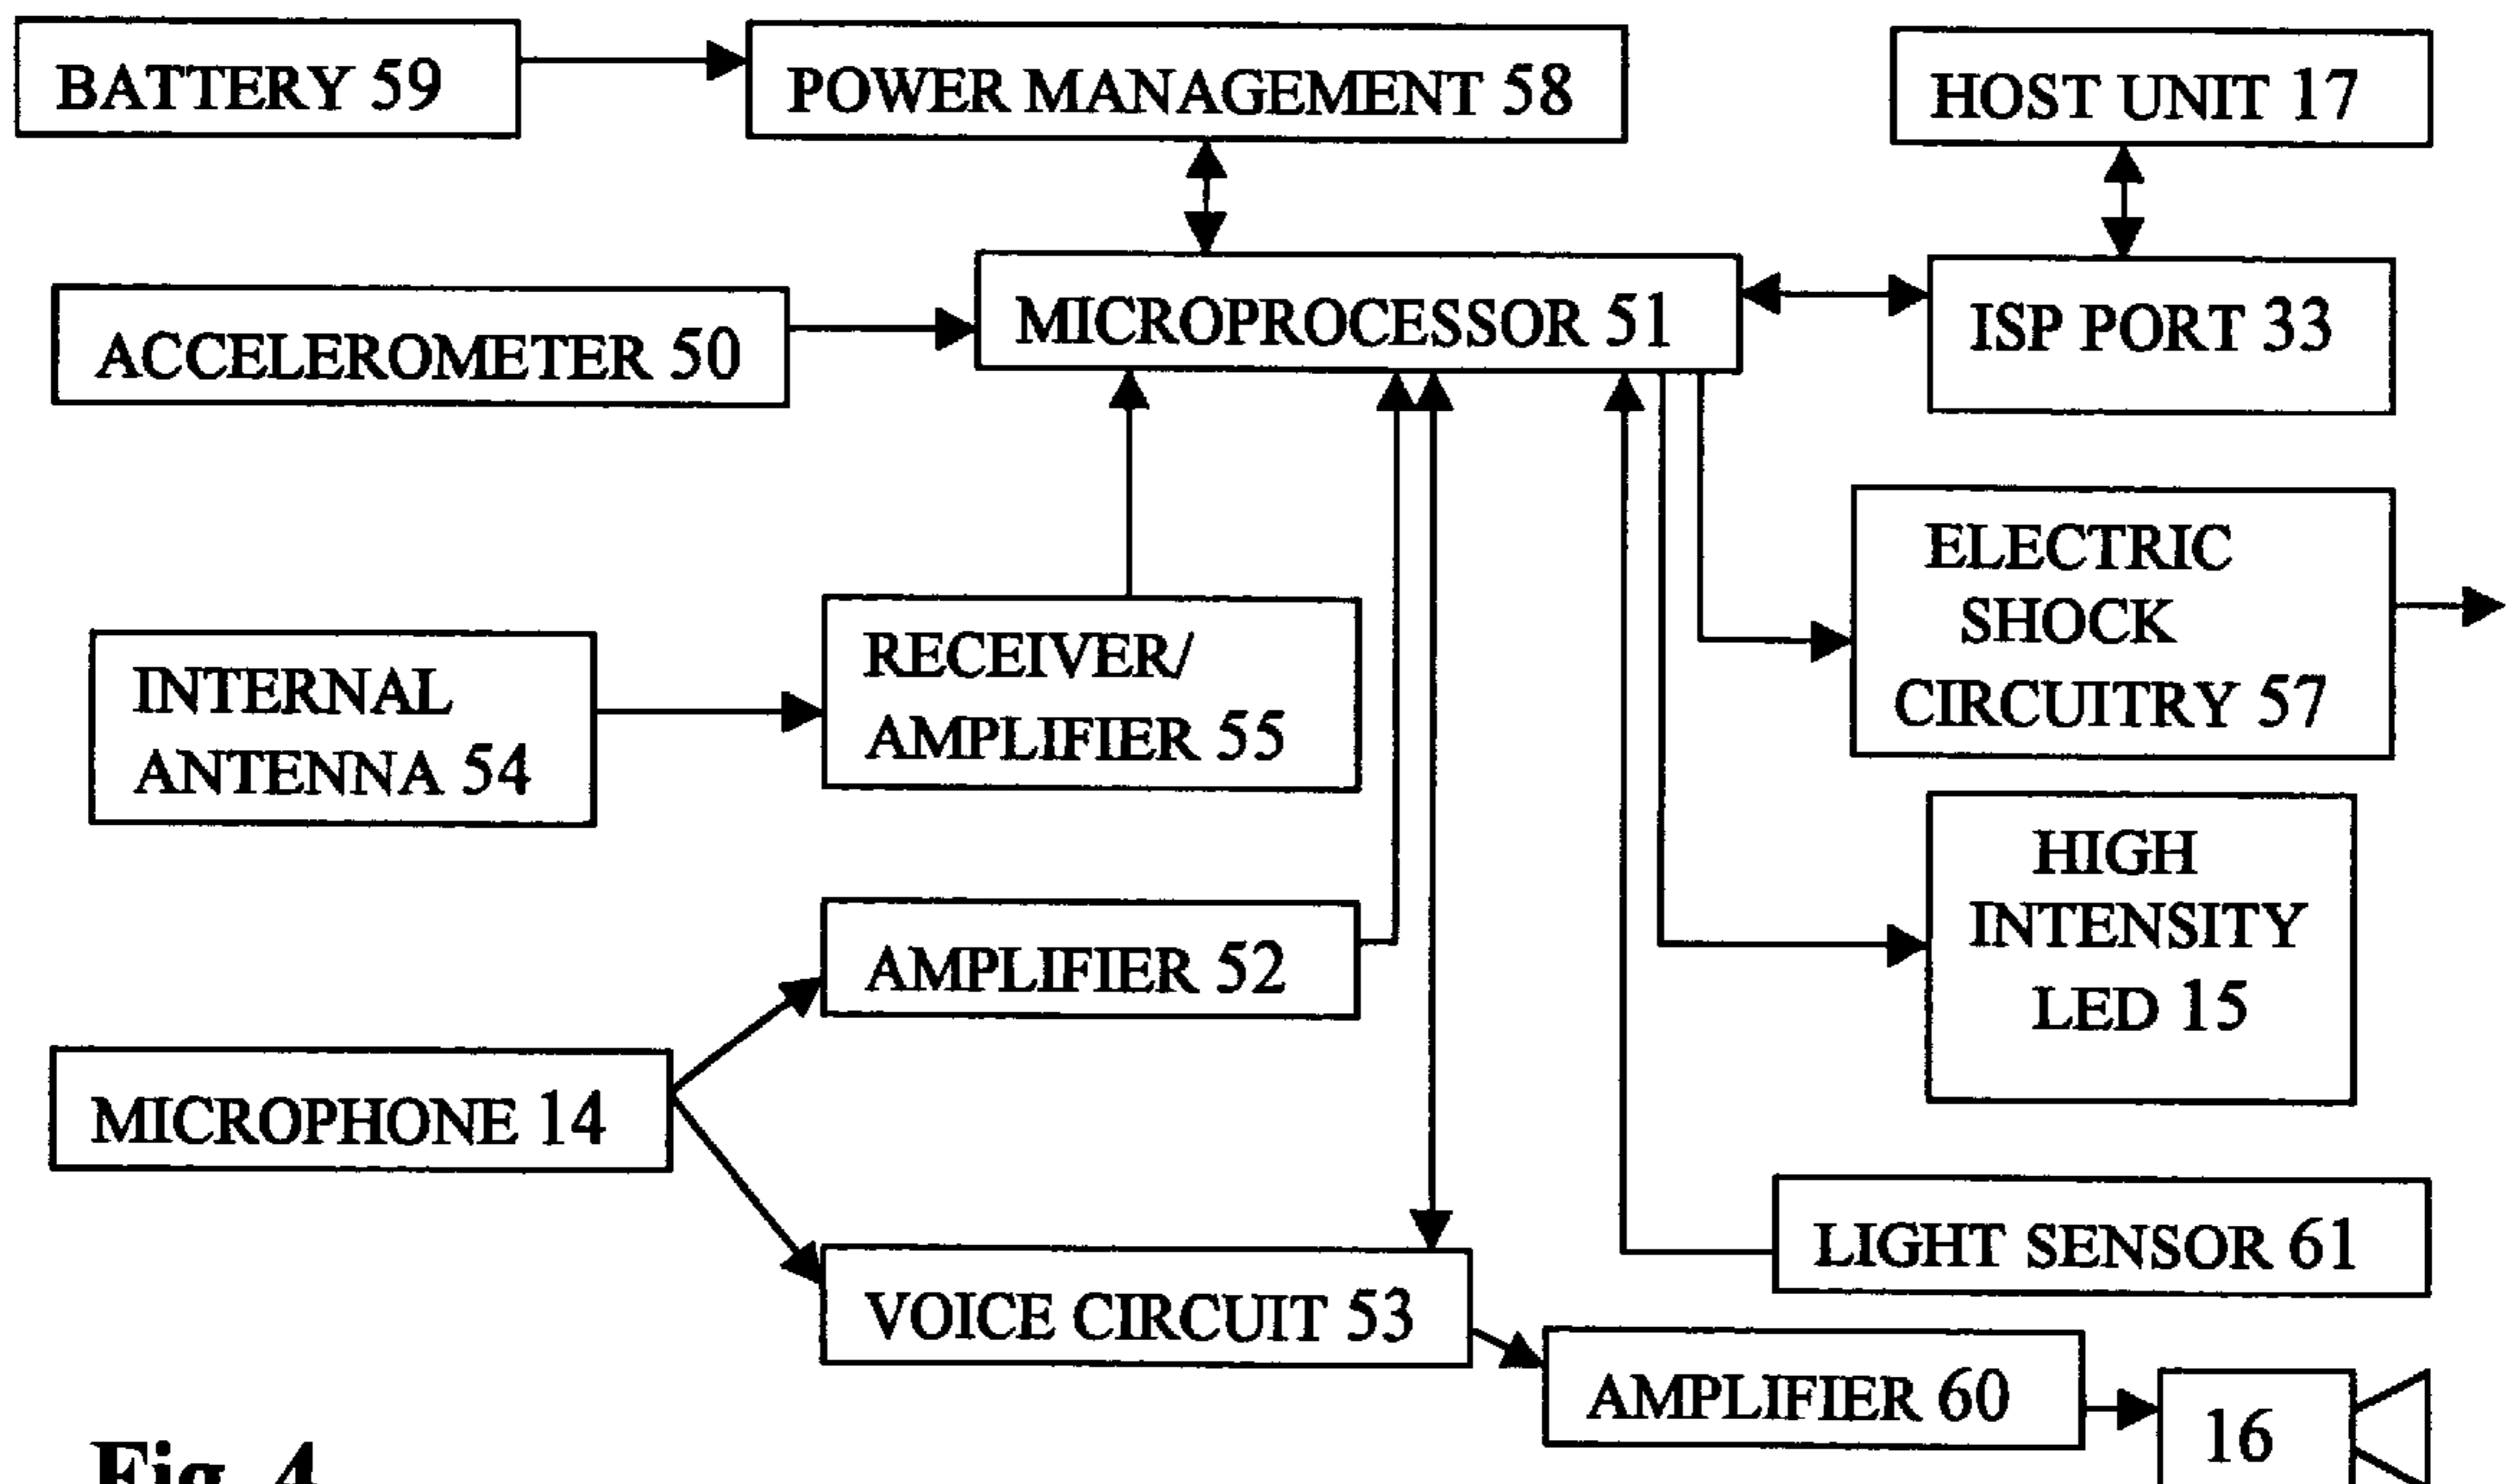 BATTERY 59
POWER MANAGEMENT 58
HOST UNIT 17
ACCELEROMETER 50
MICROPROCESSOR 51
ISP PORT 33
ELECTRIC
SHOCK
CIRCUITRY 57
INTERNAL
ANTENNA 54
RECEIVER/
AMPLIFIER 55
HIGH
INTENSITY
LED 15
AMPLIFIER 52
MICROPHONE 14
LIGHT SENSOR 61
VOICE CIRCUIT 53
AMPLIFIER 60
16
Fig. 4